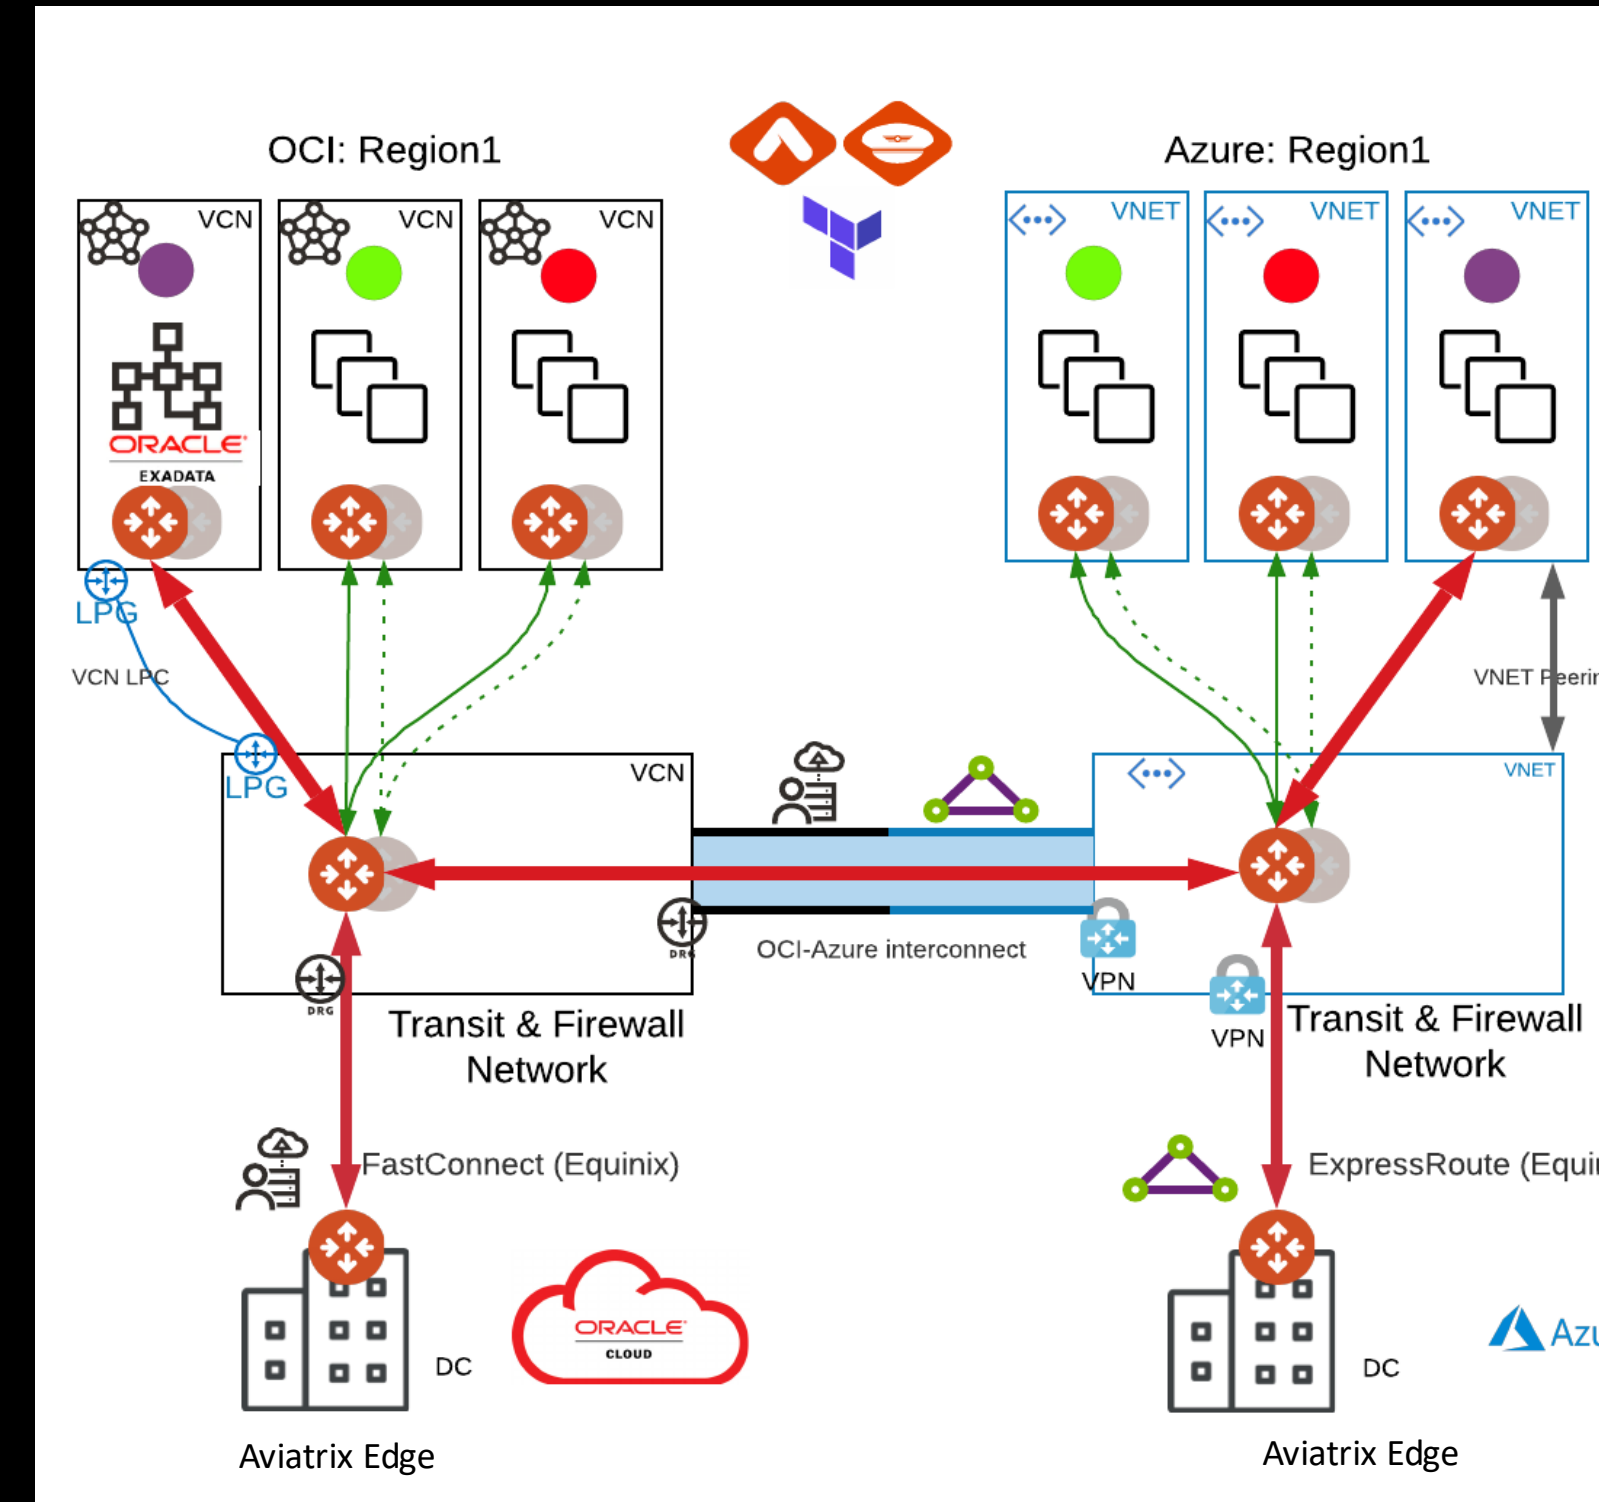 OCI: Region1
Azure: Region1
VCN
VCN
VCN
VNET
VNET
VNET
ORACLE
EXADATA
LPG
VCN LPC
VNET
LPG
VCN
VNET
DRG
OCI-Azure interconnect
VPN
DRG
VPN
Transit & Firewall
Network
Transit & Firewall
Network
FastConnect (Equinix)
ExpressRoute
ORACLE
CLOUD
DC
DC
Aviatrix Edge
Aviatrix Edge